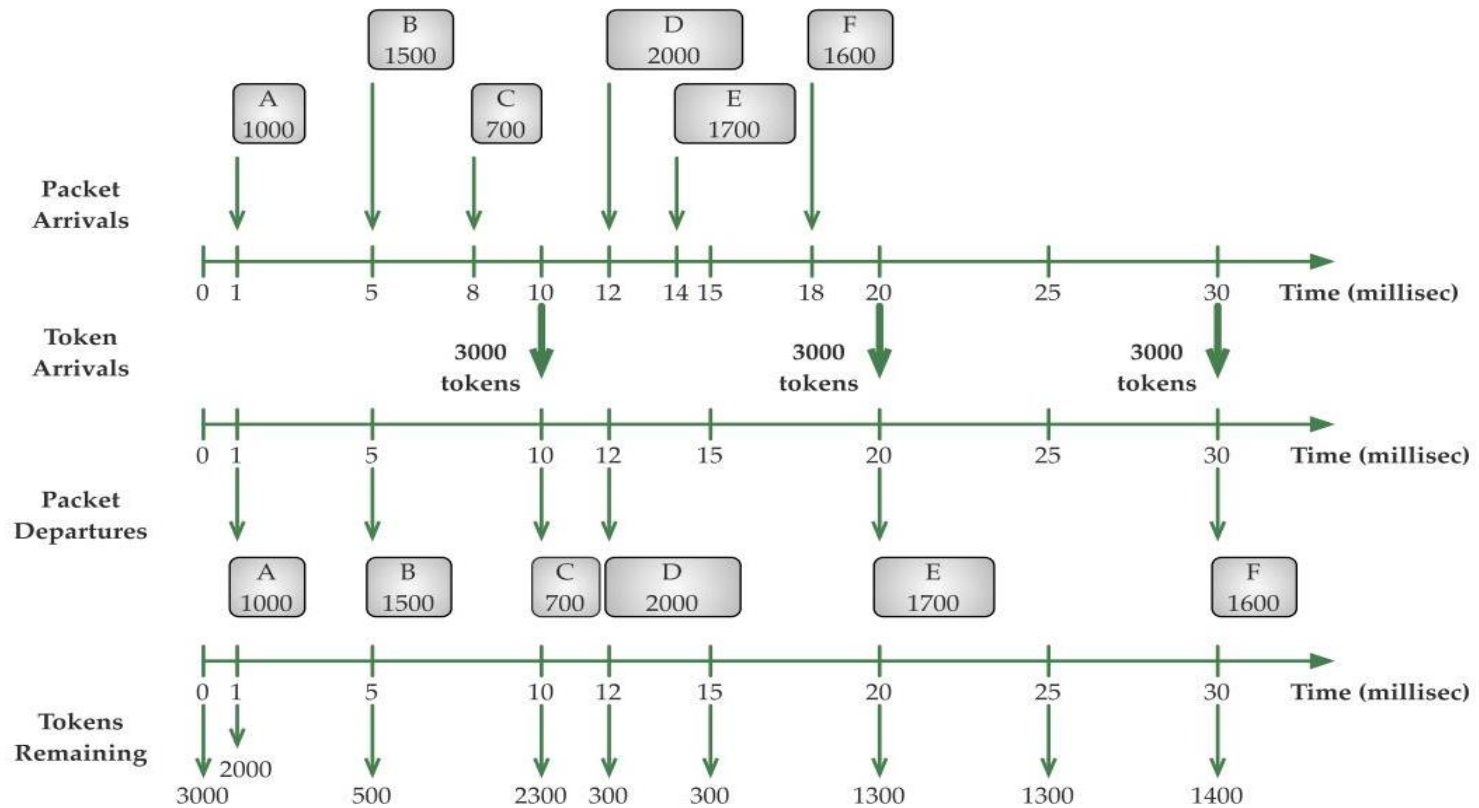 B
1500
D
2000
F
1600
A
1000
C
700
E
1700
Packet
Arrivals
0 1 5 8 10 12 14 15 18 20 25 30 Time (millisec)
Token
Arrivals
3000
tokens
3000
tokens
3000
tokens
0 1 5 10 12 15 20 25 30 Time (millisec)
Packet
Departures
A
1000
B
1500
C
700
D
2000
E
1700
F
1600
0 1 5 10 12 15 20 25 30 Time (millisec)
Tokens
Remaining
3000 2000 500 2300 300 300 1300 1300 1400